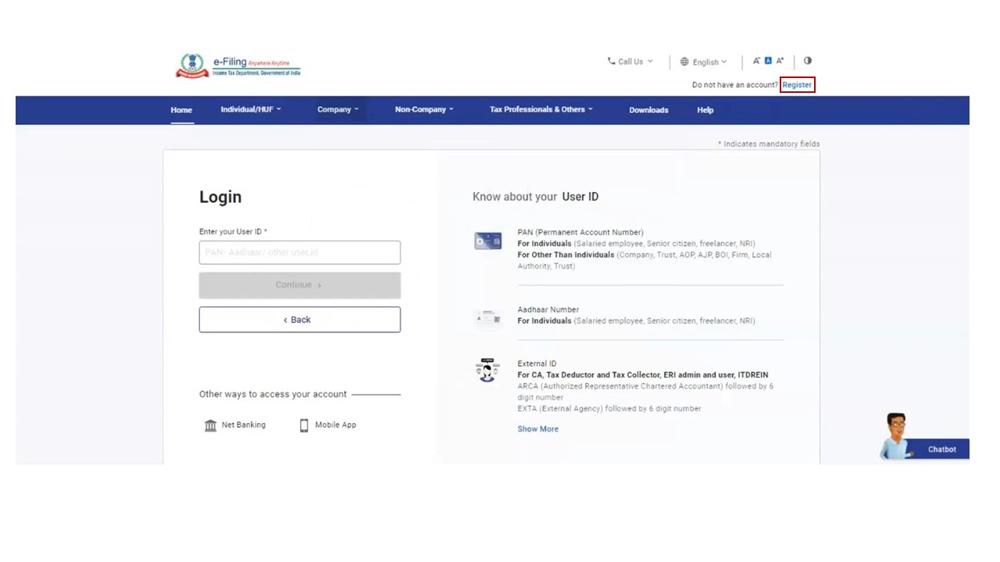 e-Filing Anywhere Anytime
Income Tax Department, Government of India
Call Us
English
A- A A+
Do not have an account? Register
Home Individual/HUF Company Non-Company Tax Professionals & Others Downloads Help
* Indicates mandatory fields
Login
Enter your User ID *
PAN/ Aadhaar/ other user id
Continue ›
‹ Back
Other ways to access your account
Net Banking
Mobile App
Know about your User ID
PAN (Permanent Account Number)
For Individuals (Salaried employee, Senior citizen, freelancer, NRI)
For Other Than Individuals (Company, Trust, AOP, AJP, BOI, Firm, Local
Authority, Trust)
Aadhaar Number
For Individuals (Salaried employee, Senior citizen, freelancer, NRI)
External ID
For CA, Tax Deductor and Tax Collector, ERI admin and user, ITDREIN
ARCA (Authorized Representative Chartered Accountant) followed by 6
digit number
EXTA (External Agency) followed by 6 digit number
Show More
Chatbot